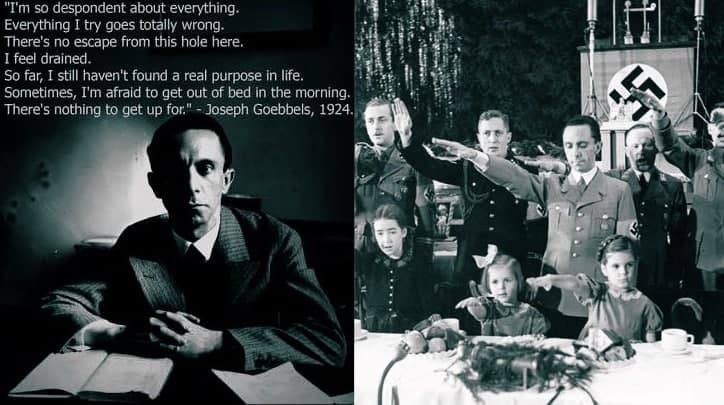 "I'm so despondent about everything.
Everything I try goes totally wrong.
There's no escape from this hole here.
I feel drained.
So far, I still haven't found a real purpose in life.
Sometimes, I'm afraid to get out of bed in the morning.
There's nothing to get up for." - Joseph Goebbels, 1924.